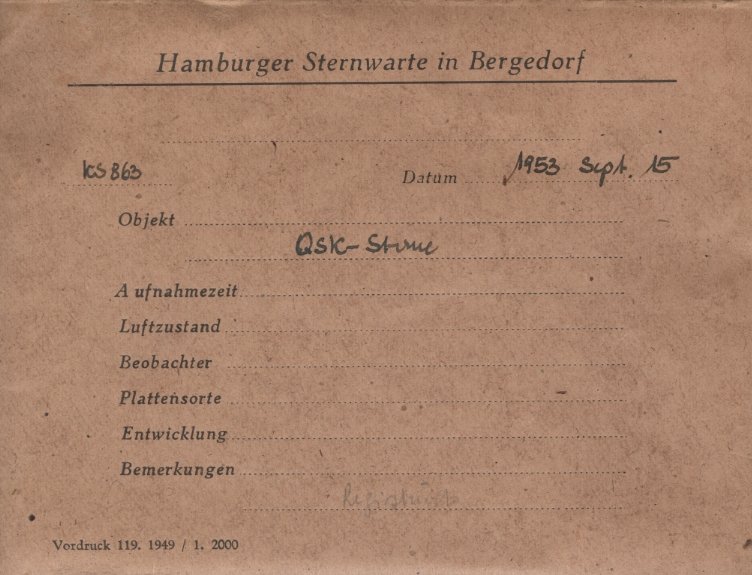 Hamburger Sternwarte in Bergedorf
KS 863 Datum 1953 Sept. 15
Objekt
QSK-Sterne
Aufnahmezeit
Luftzustand
Beobachter
Plattensorte
Entwicklung
Bemerkungen
Vordruck 119. 1949 / 1. 2000